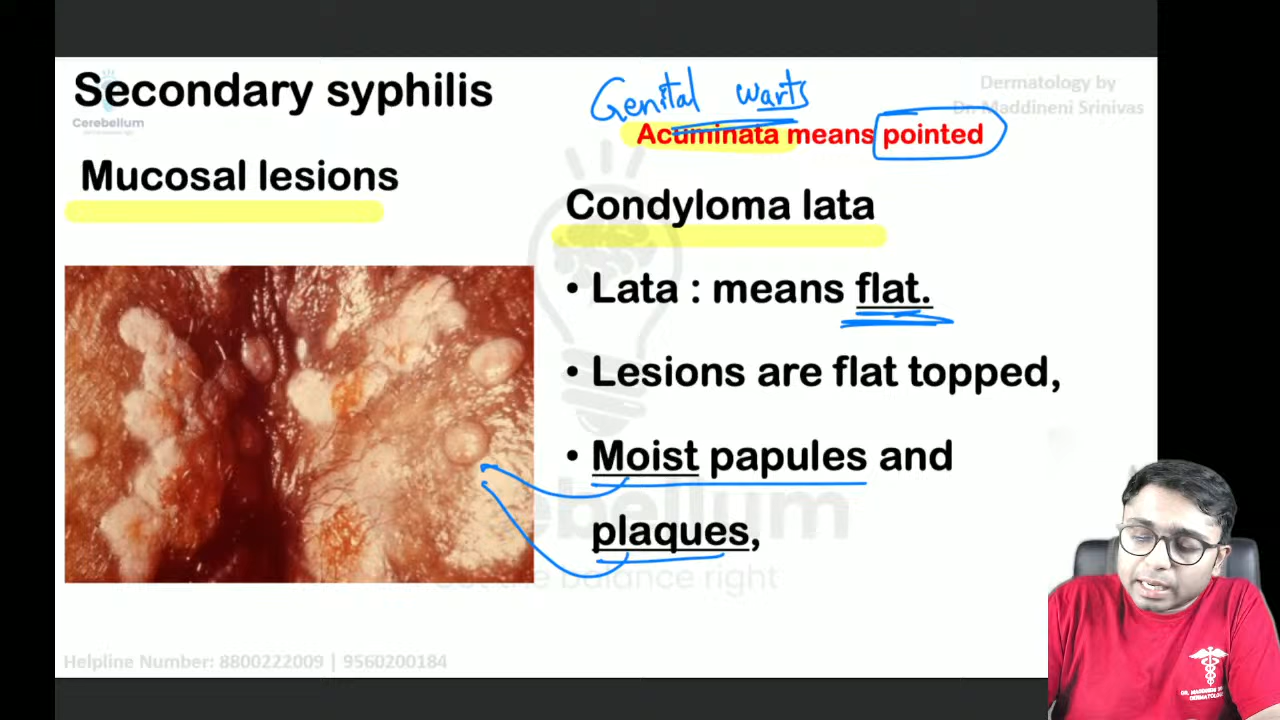 Secondary syphilis
Cerebellum
Mucosal lesions
Genital warts
Acuminata means pointed
Dermatology by
Dr. Maddineni Srinivas
Condyloma lata
• Lata : means flat.
• Lesions are flat topped,
• Moist papules and
plaques,
Helpline Number: 8800222009 | 9560200184